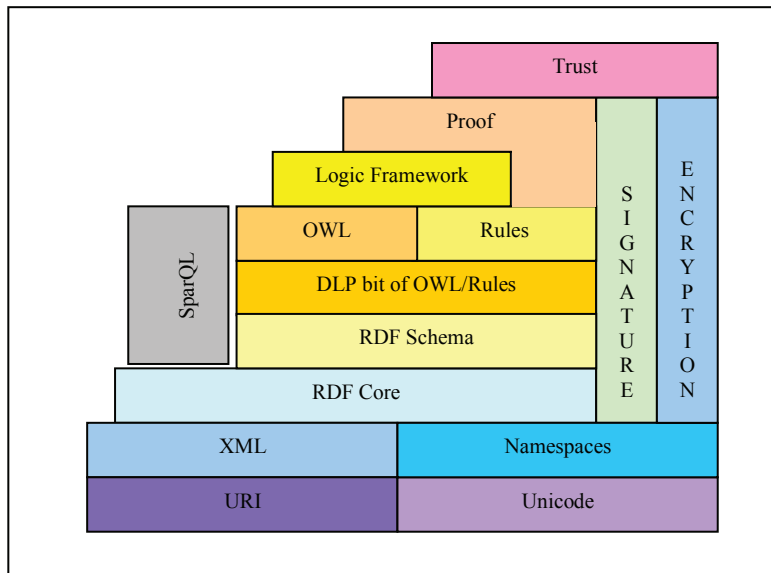 Trust
Proof
Logic Framework
SIGNATURE
ENCRYPTION
SparQL
OWL
Rules
DLP bit of OWL/Rules
RDF Schema
RDF Core
XML
Namespaces
URI
Unicode